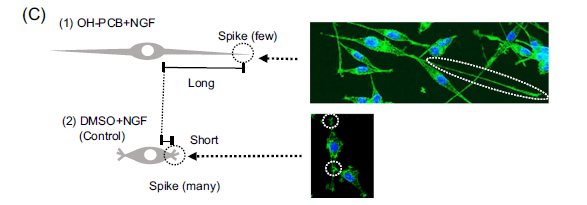 (C)
(1) OH-PCB+NGF
Spike (few)
Long
(2) DMSO+NGF
(Control)
Short
Spike (many)